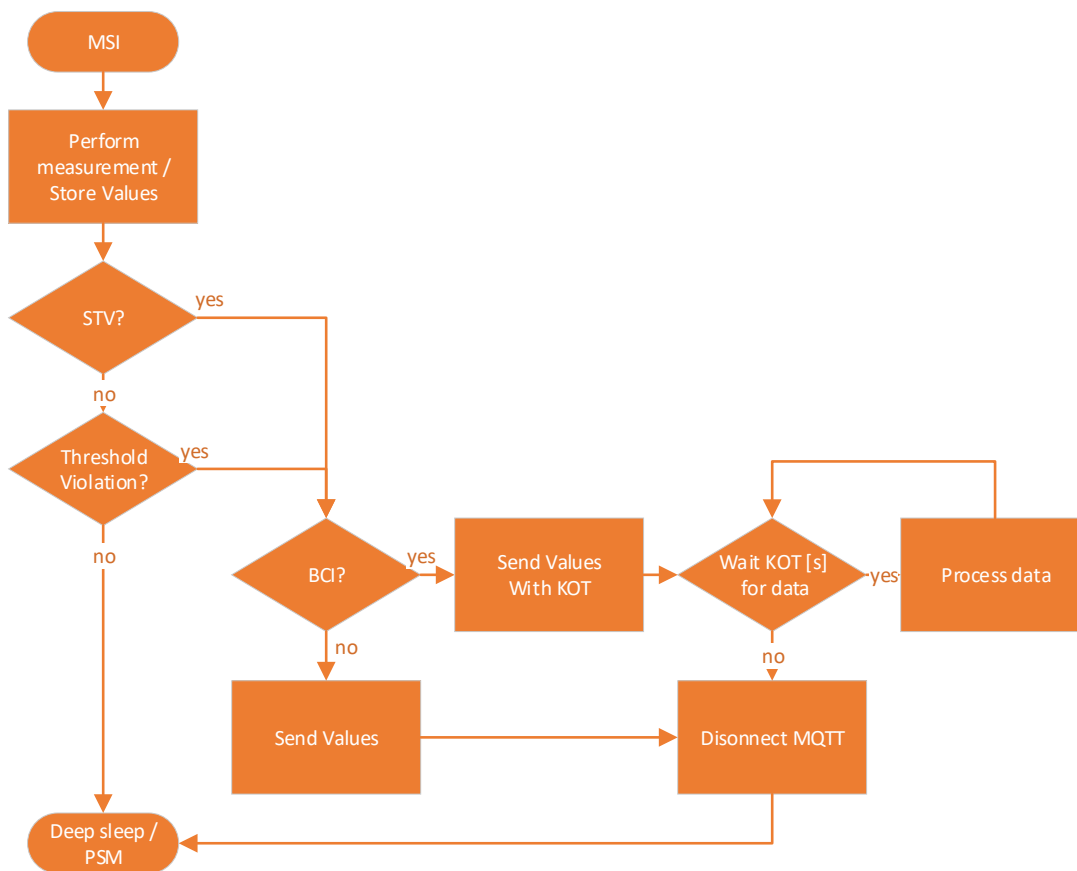 MSI
Perform
measurement /
Store Values
STV?
yes
no
Threshold
Violation?
yes
no
BCI?
yes
no
Send Values
With KOT
Wait KOT [s]
for data
yes
no
Process data
Send Values
Disonnect MQTT
Deep sleep /
PSM